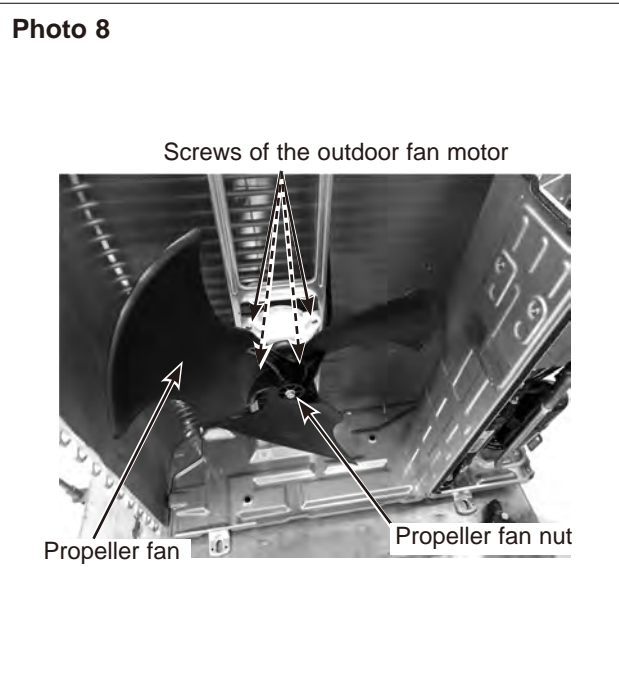 Photo 8
Screws of the outdoor fan motor
Propeller fan
Propeller fan nut